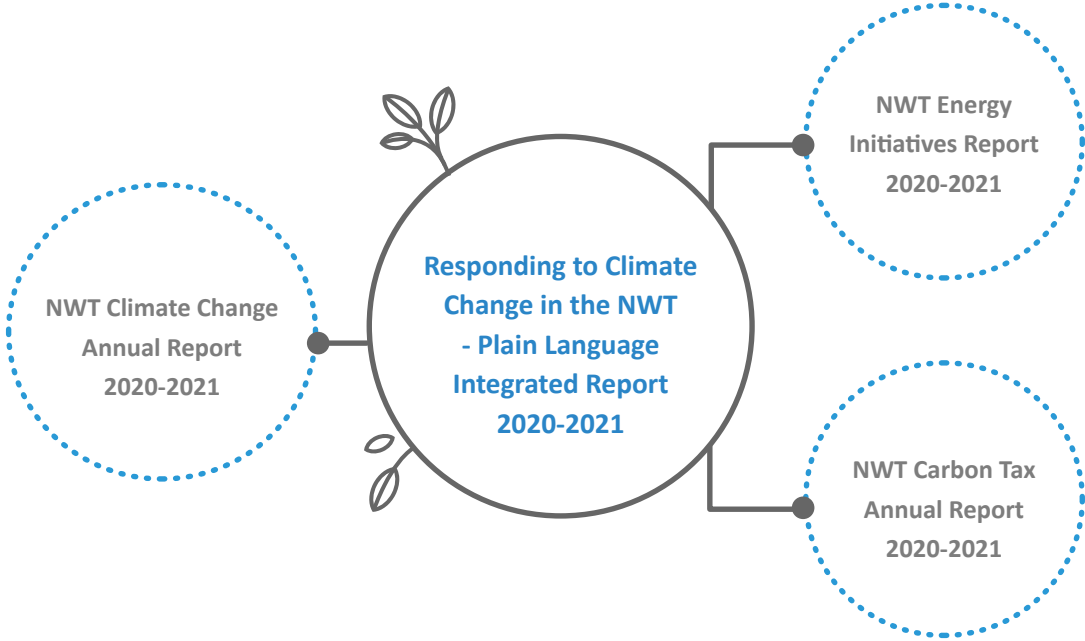 NWT Climate Change
Annual Report
2020-2021
Responding to Climate
Change in the NWT
- Plain Language
Integrated Report
2020-2021
NWT Energy
Initiatives Report
2020-2021
NWT Carbon Tax
Annual Report
2020-2021